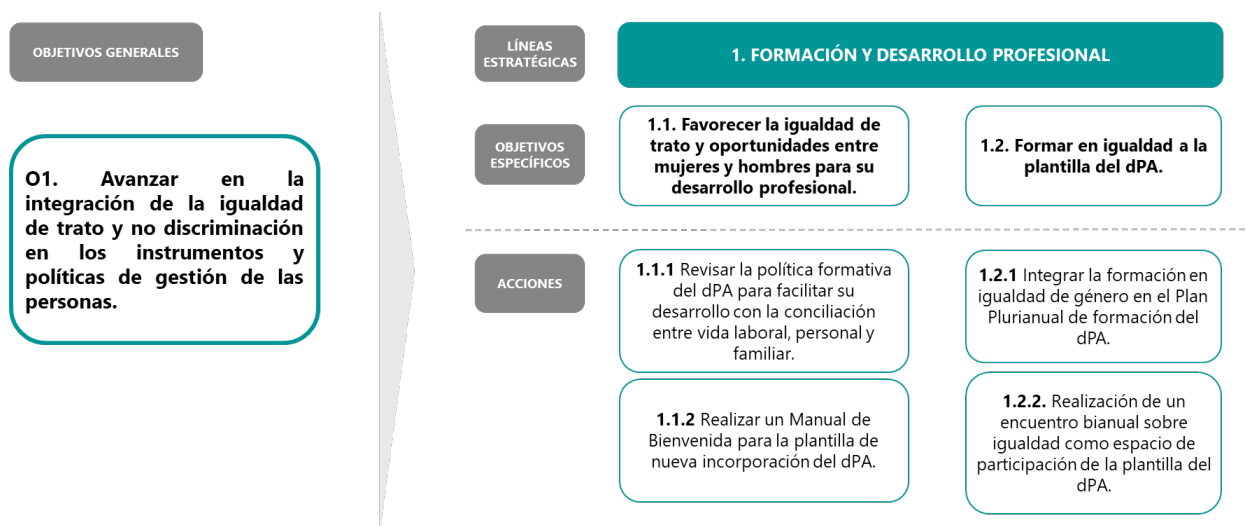 OBJETIVOS GENERALES
O1. Avanzar en la
integración de la igualdad
de trato y no discriminación
en los instrumentos y
políticas de gestión de las
personas.
LÍNEAS
ESTRATÉGICAS
1. FORMACIÓN Y DESARROLLO PROFESIONAL
OBJETIVOS
ESPECÍFICOS
1.1. Favorecer la igualdad de
trato y oportunidades entre
mujeres y hombres para su
desarrollo profesional.
1.2. Formar en igualdad a la
plantilla del dPA.
ACCIONES
1.1.1 Revisar la política formativa
del dPA para facilitar su
desarrollo con la conciliación
entre vida laboral, personal y
familiar.
1.2.1 Integrar la formación en
igualdad de género en el Plan
Plurianual de formación del
dPA.
1.1.2 Realizar un Manual de
Bienvenida para la plantilla de
nueva incorporación del dPA.
1.2.2. Realización de un
encuentro bianual sobre
igualdad como espacio de
participación de la plantilla del
dPA.